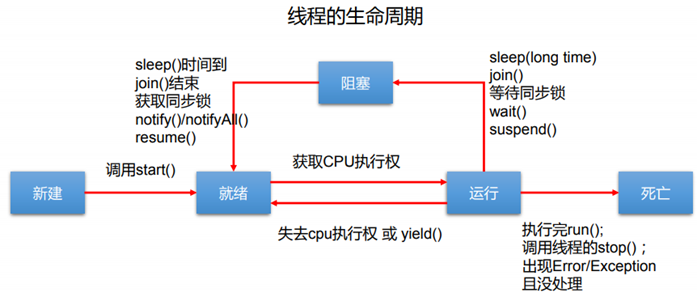 线程的生命周期
sleep()时间到
join()结束
获取同步锁
notify()/notifyAll()
resume()
阻塞
sleep(long time)
join()
等待同步锁
wait()
suspend()
新建
调用start()
就绪
获取CPU执行权
失去cpu执行权 或 yield()
运行
死亡
执行完run();
调用线程的stop() ;
出现Error/Exception
且没处理